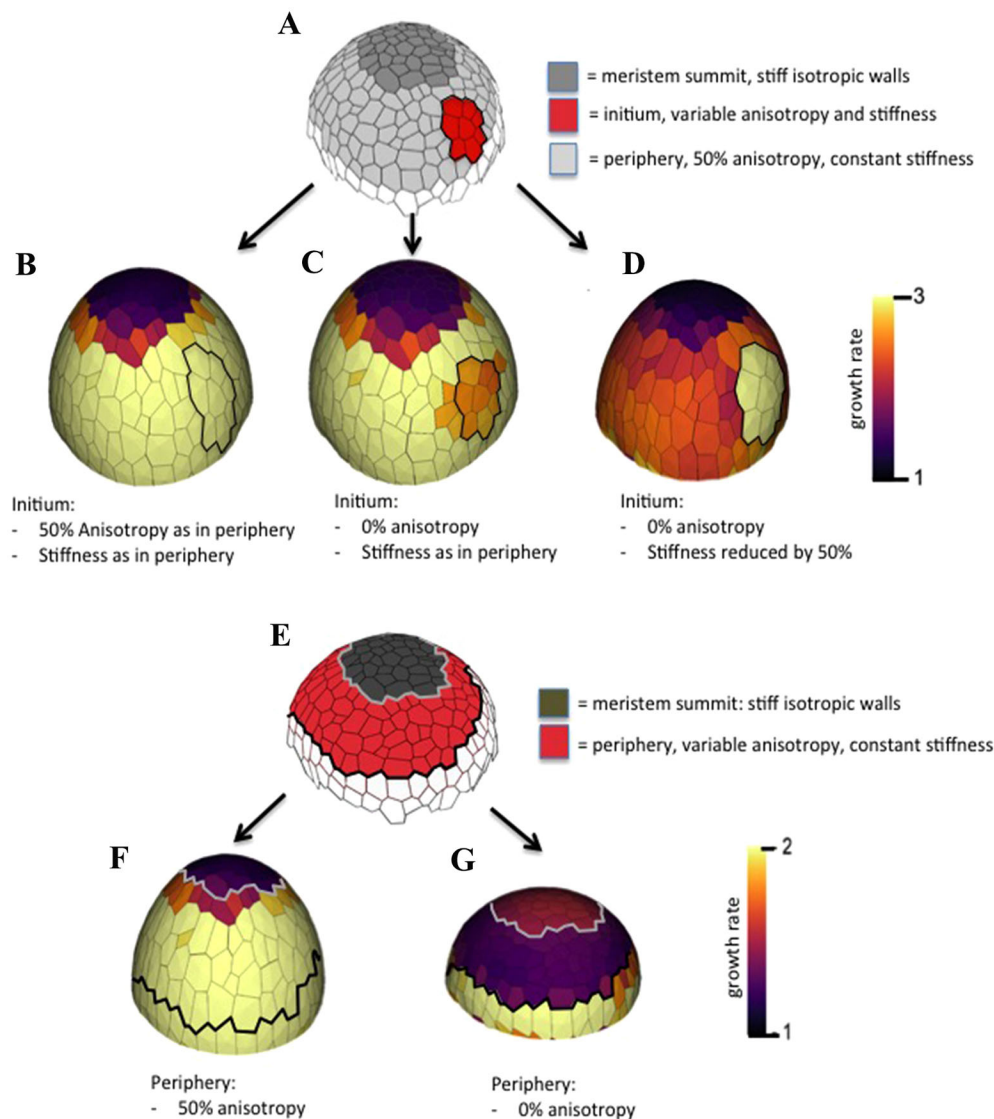 A
= meristem summit, stiff isotropic walls
= initium, variable anisotropy and stiffness
= periphery, 50% anisotropy, constant stiffness
B
C
D
3
growth rate
1
Initium:
- 50% Anisotropy as in periphery
- Stiffness as in periphery
Initium:
- 0% anisotropy
- Stiffness as in periphery
Initium:
- 0% anisotropy
- Stiffness reduced by 50%
E
= meristem summit: stiff isotropic walls
= periphery, variable anisotropy, constant stiffness
F
G
2
growth rate
1
Periphery:
- 50% anisotropy
Periphery:
- 0% anisotropy